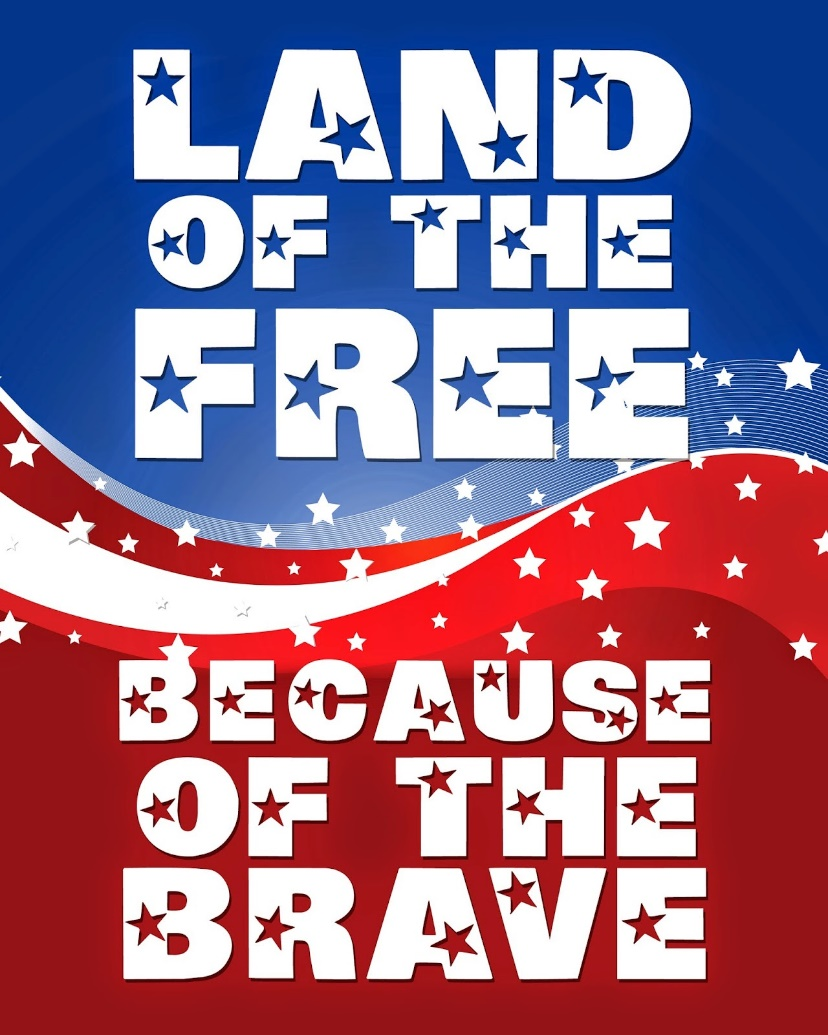 LAND
OF THE
FREE
BECAUSE
OF THE
BRAVE